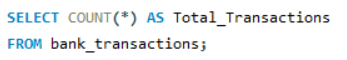 SELECT COUNT(*) AS Total_Transactions
FROM bank_transactions;